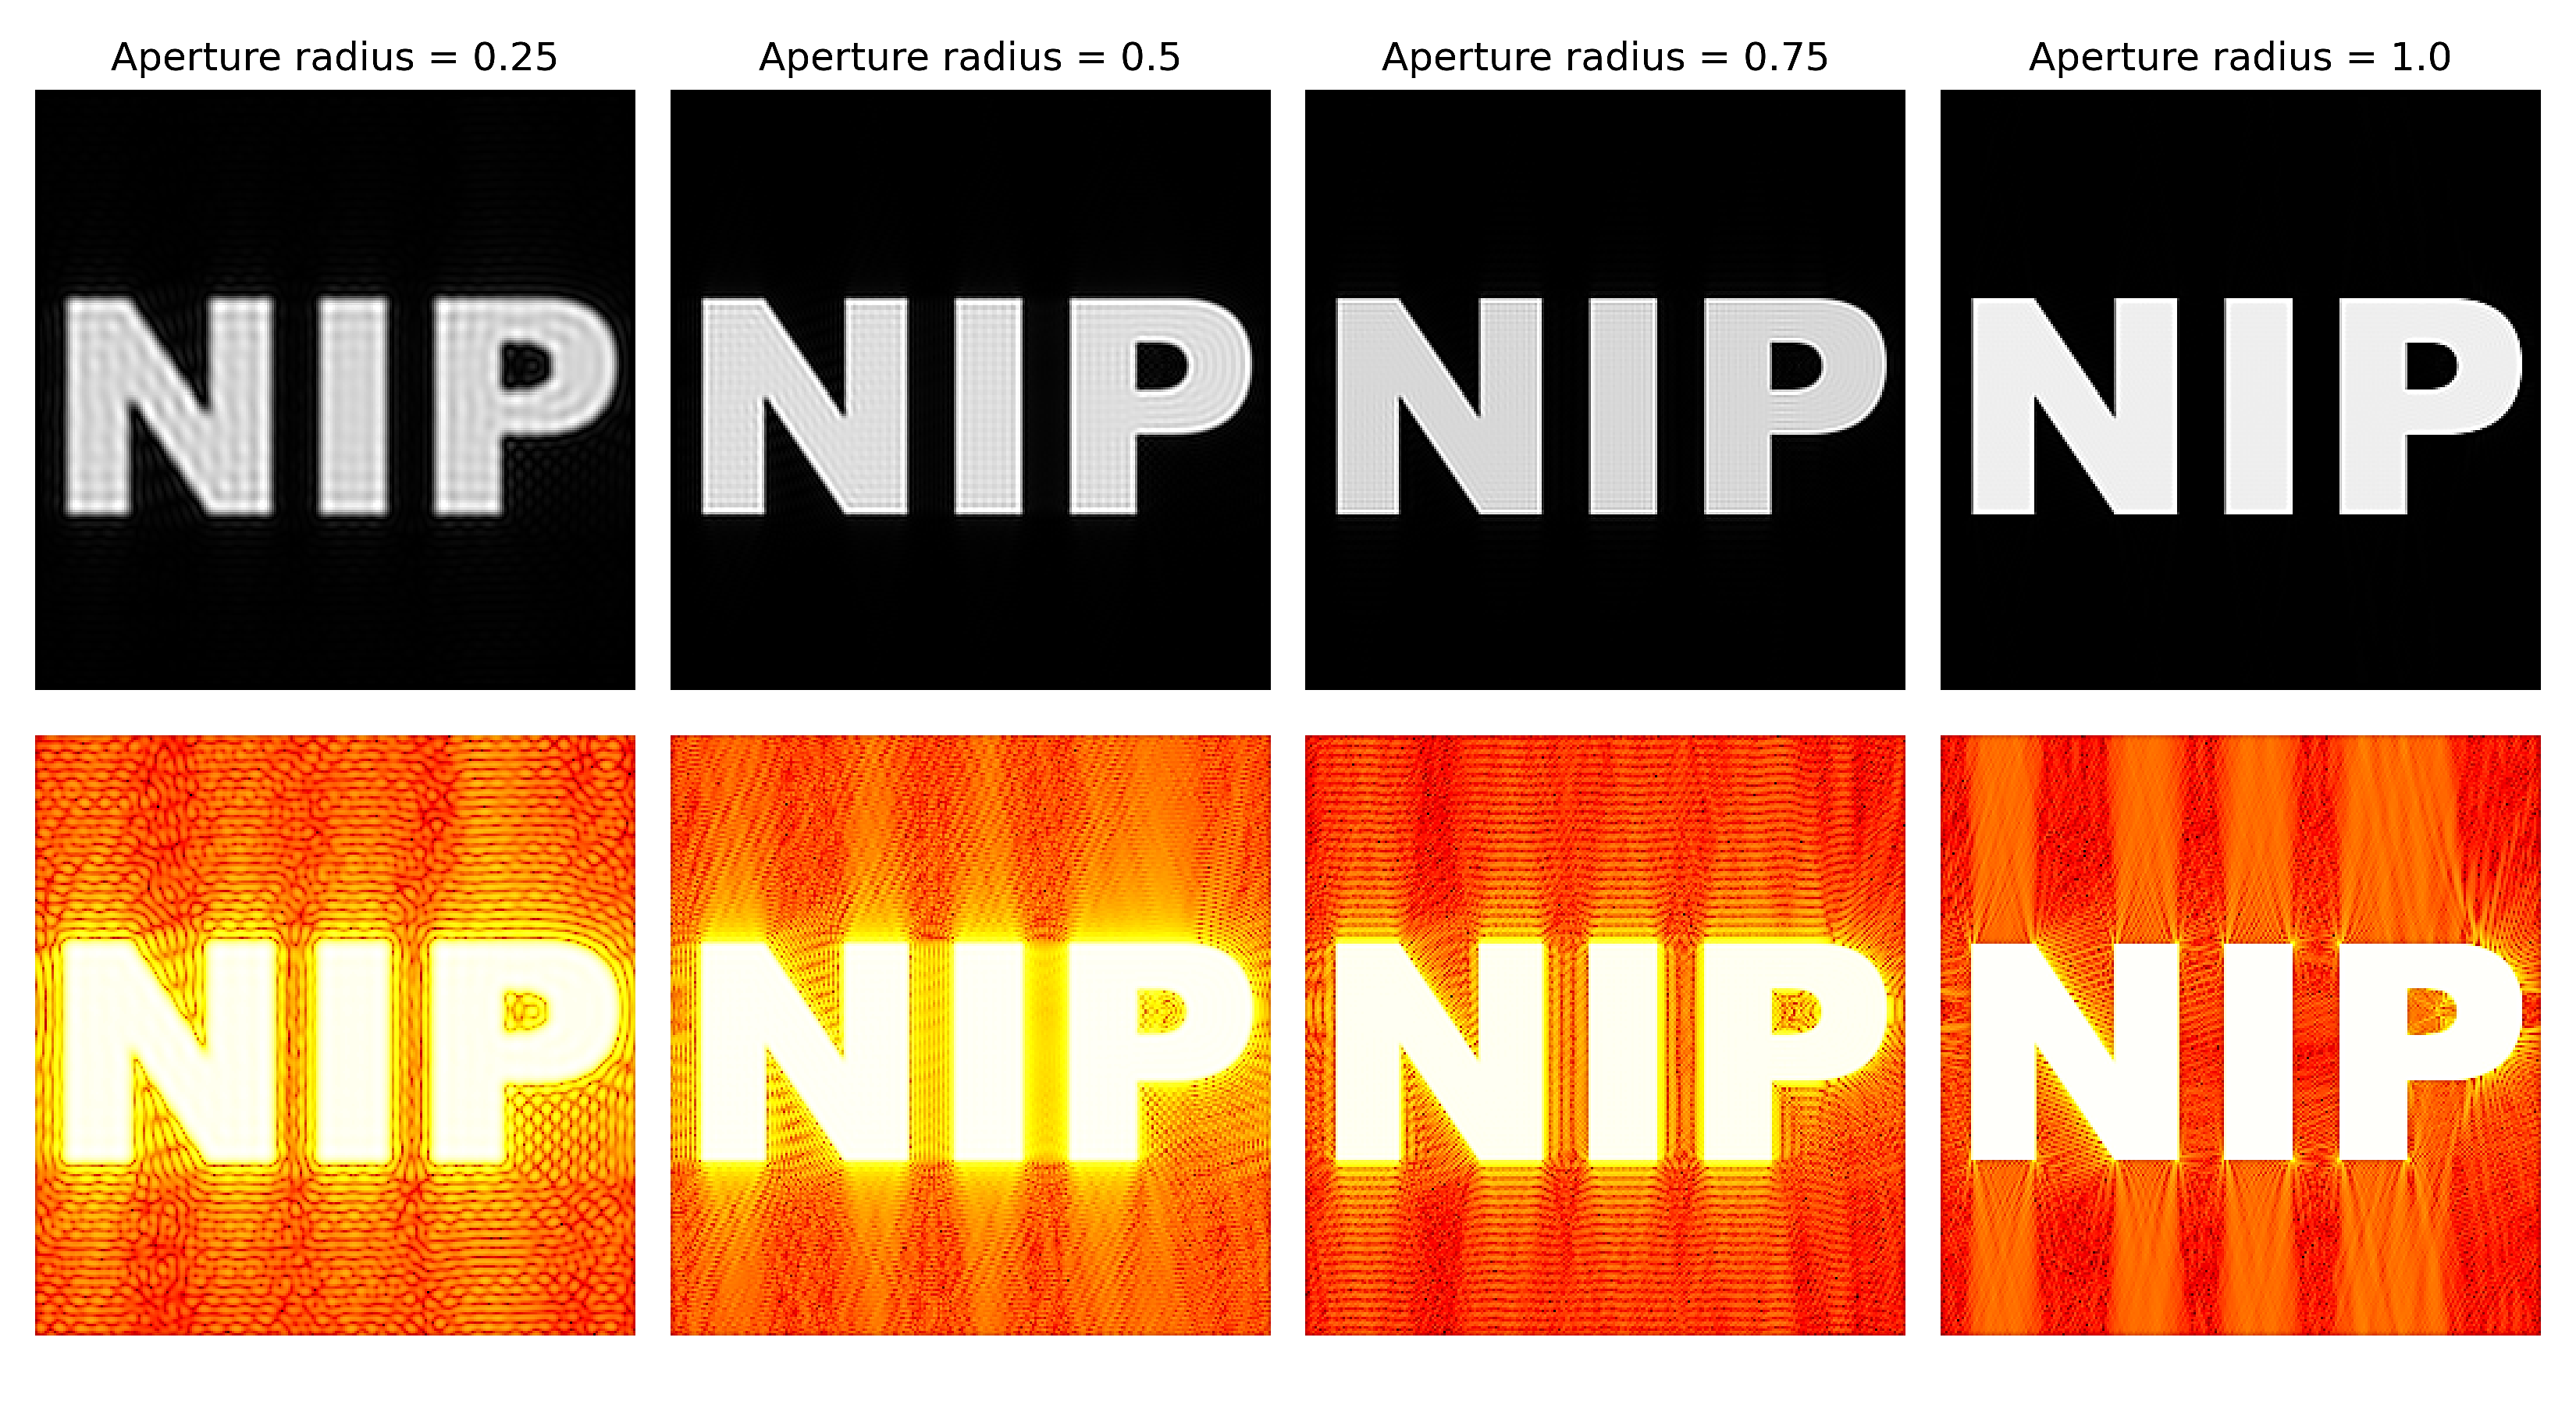 Aperture radius = 0.25
Aperture radius = 0.5
Aperture radius = 0.75
Aperture radius = 1.0
NIP
NIP
NIP
NIP
NIP
NIP
NIP
NIP